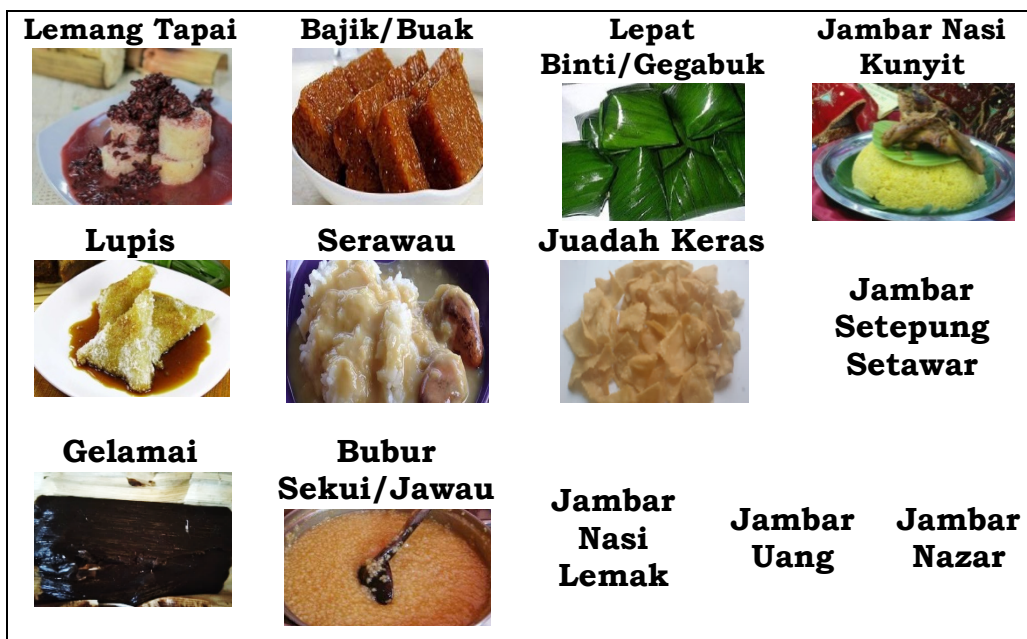 Lemang Tapai
Bajik/Buak
Lepat
Binti/Gegabuk
Jambar Nasi
Kunyit
Lupis
Serawau
Juadah Keras
Jambar
Setepung
Setawar
Gelamai
Bubur
Sekui/Jawau
Jambar
Nasi
Lemak
Jambar
Uang
Jambar
Nazar